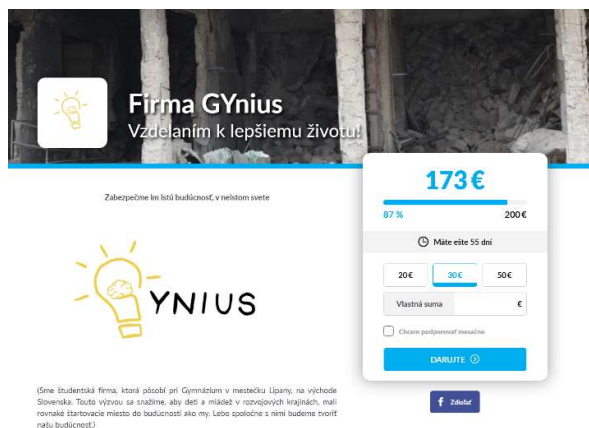 Firma GYnius
Vzdelaním k lepšiemu životu!
173 €
87 %
200 €
Máte ešte 55 dní
20 €
30 €
50 €
Vlastná suma
€
Chcem podporovať mesačne
DARUJTE
Zdieľať
Zabezpečme im istú budúcnosť, v neistom svete
YNIUS
(Sme študentská firma, ktorá pôsobí pri Gymnázium v mestečku Lipany, na východe
Slovenska. Touto výzvou sa snažíme, aby deti a mládež v rozvojových krajinách, mali
rovnaké štartovacie miesto do budúcnosti ako my. Lebo spoločne s nimi budeme tvoriť
našu budúcnosť.)